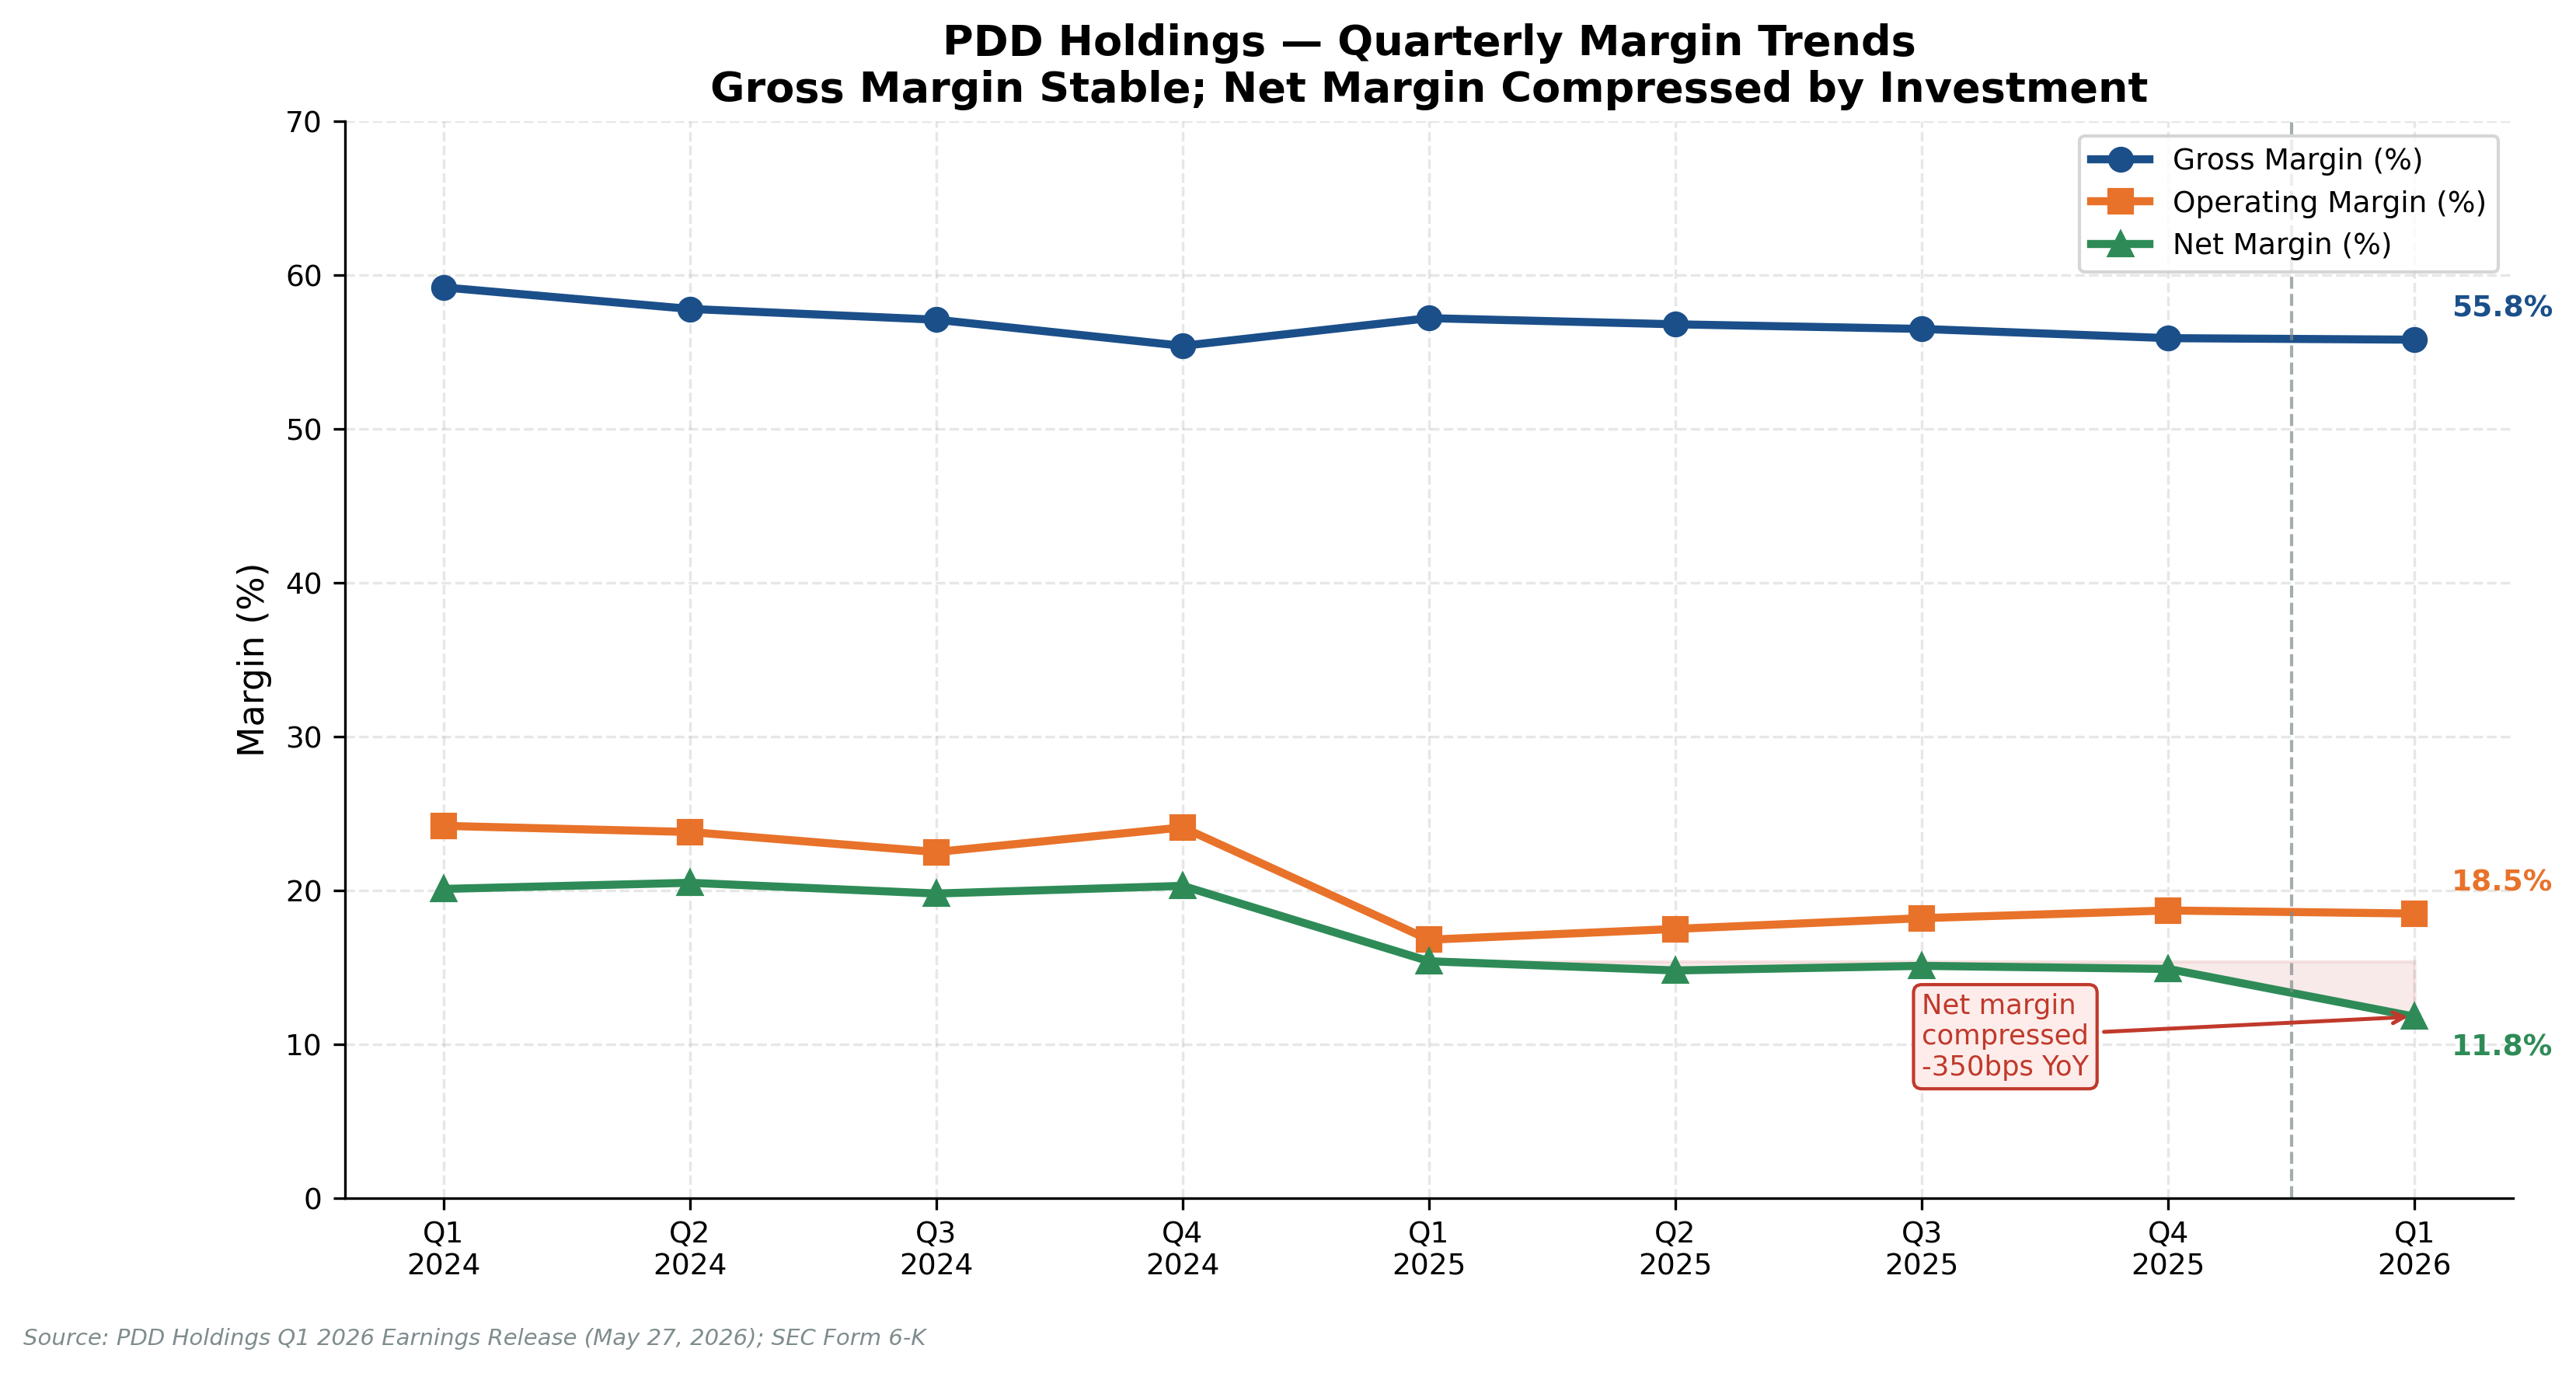 PDD Holdings — Quarterly Margin Trends
Gross Margin Stable; Net Margin Compressed by Investment
Margin (%)
70
60
50
40
30
20
10
0
Gross Margin (%)
Operating Margin (%)
Net Margin (%)
55.8%
18.5%
11.8%
Net margin
compressed
-350bps YoY
Q1
2024
Q2
2024
Q3
2024
Q4
2024
Q1
2025
Q2
2025
Q3
2025
Q4
2025
Q1
2026
Source: PDD Holdings Q1 2026 Earnings Release (May 27, 2026); SEC Form 6-K